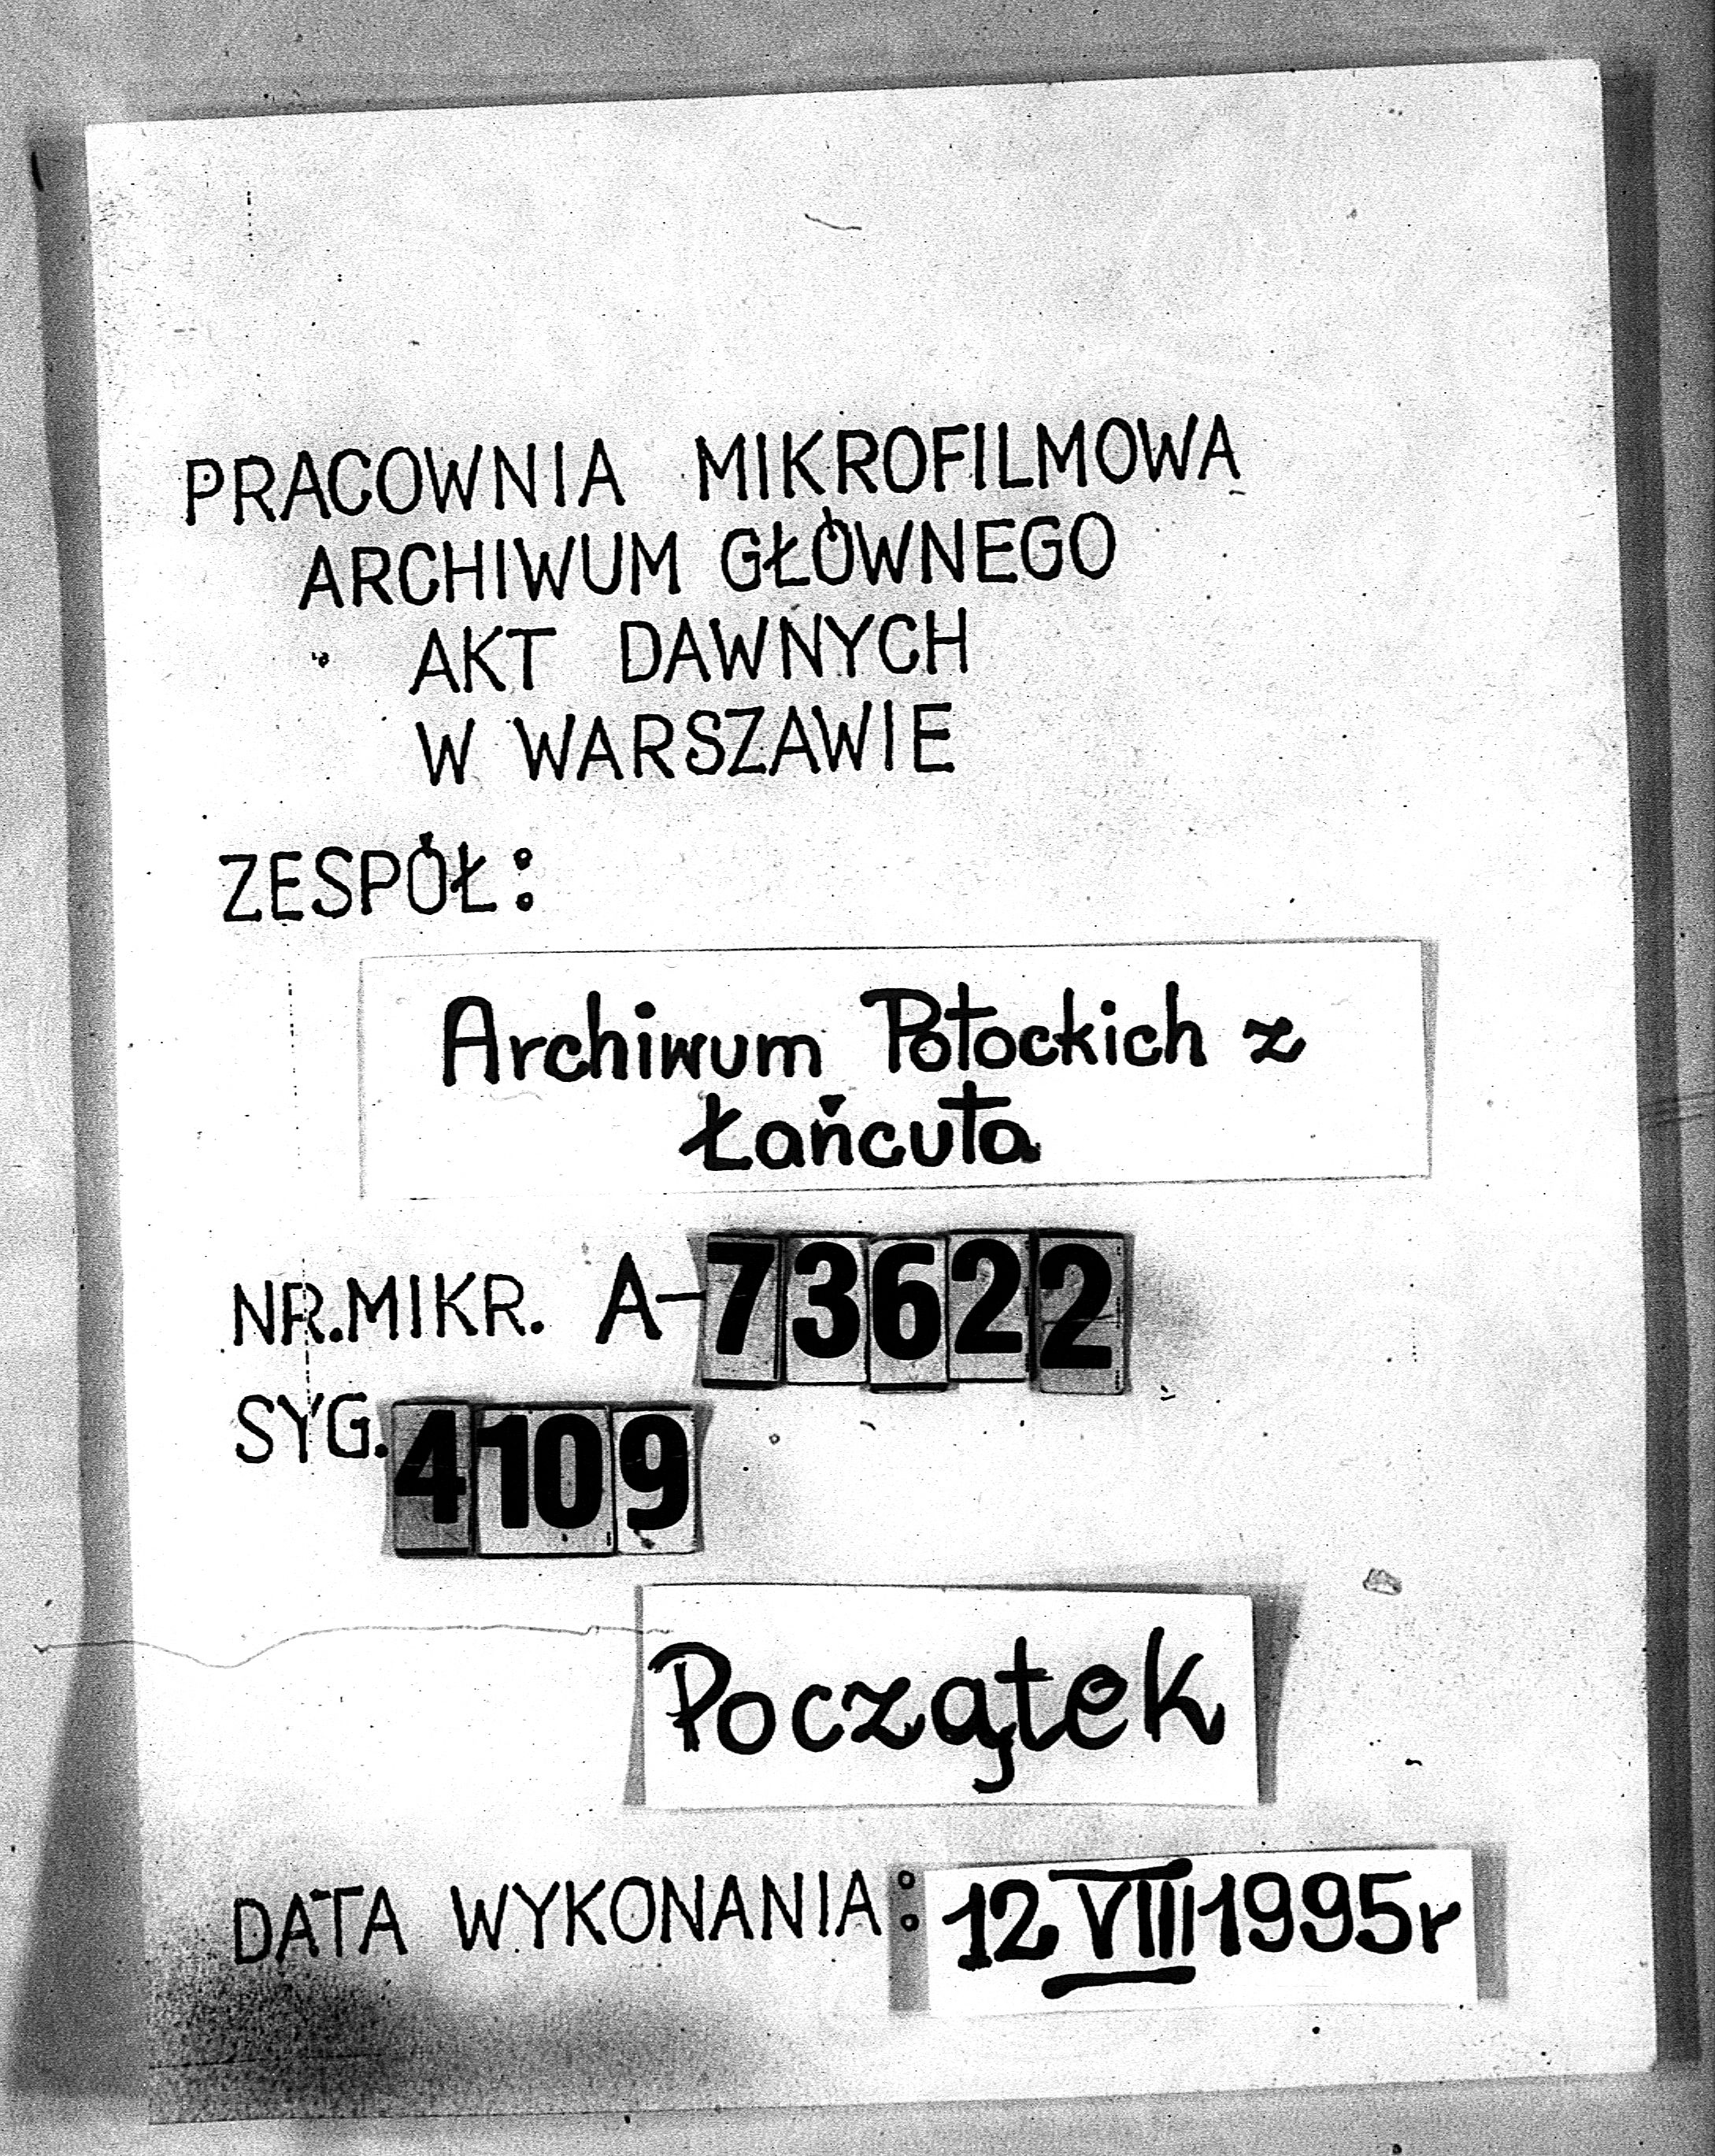 PRACOWNIA MIKROFILMOWA
ARCHIWUM GŁÓWNEGO
AKT DAWNYCH
W WARSZAWIE
ZESPÓŁ:
Archiwum Potockich z
Łańcuta
NR.MIKR. A-73622
SYG. 4109
Początek
DATA WYKONANIA: 12 VIII 1995r